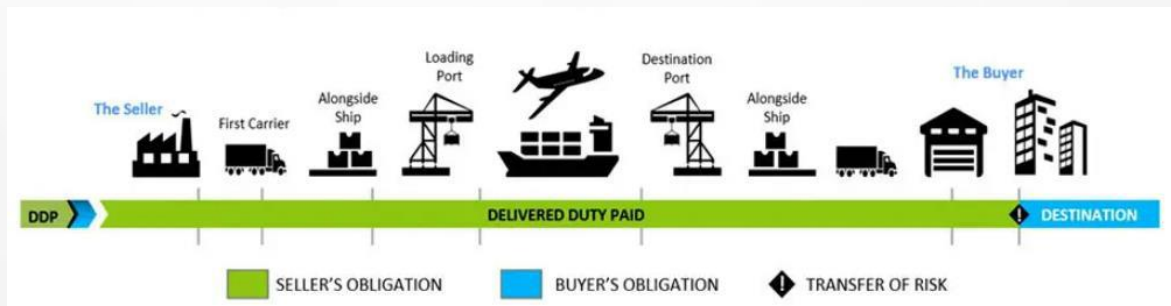 The Seller
First Carrier
Alongside
Ship
Loading
Port
Destination
Port
Alongside
Ship
The Buyer
DDP
DELIVERED DUTY PAID
!
DESTINATION
SELLER'S OBLIGATION
BUYER'S OBLIGATION
!
TRANSFER OF RISK